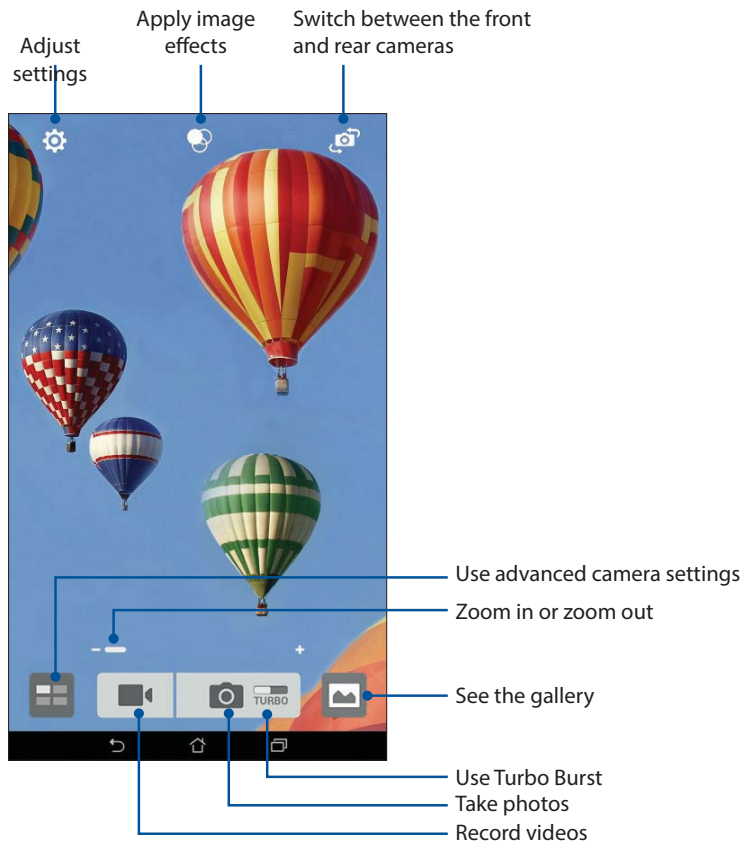 Adjust
settings
Apply image
effects
Switch between the front
and rear cameras
Use advanced camera settings
Zoom in or zoom out
TURBO
See the gallery
Use Turbo Burst
Take photos
Record videos